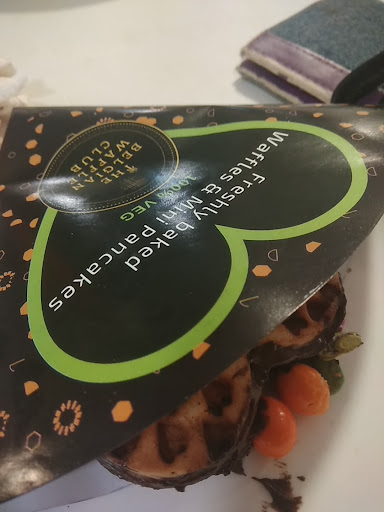 THE
BELGIAN
WAFFLE
CLUB
100% VEG
Freshly baked
Waffles & Mini Pancakes